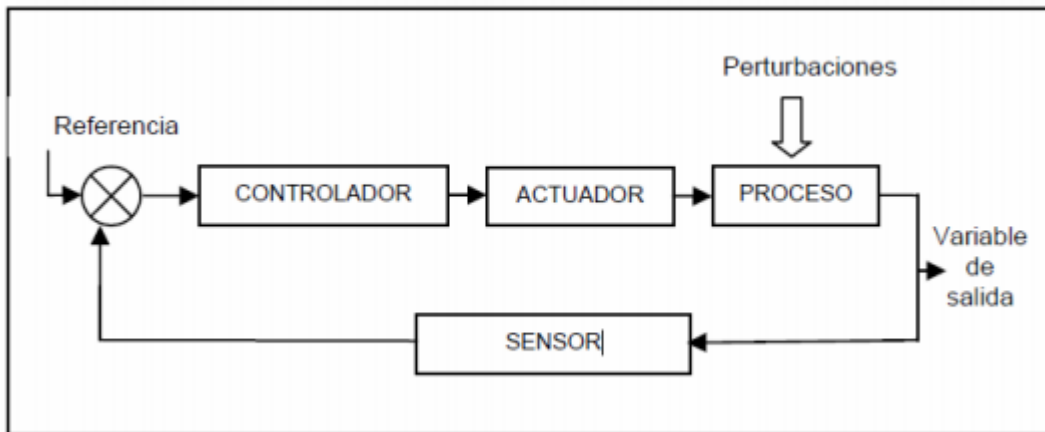 Perturbaciones
Referencia
CONTROLADOR
ACTUADOR
PROCESO
Variable
de
salida
SENSOR